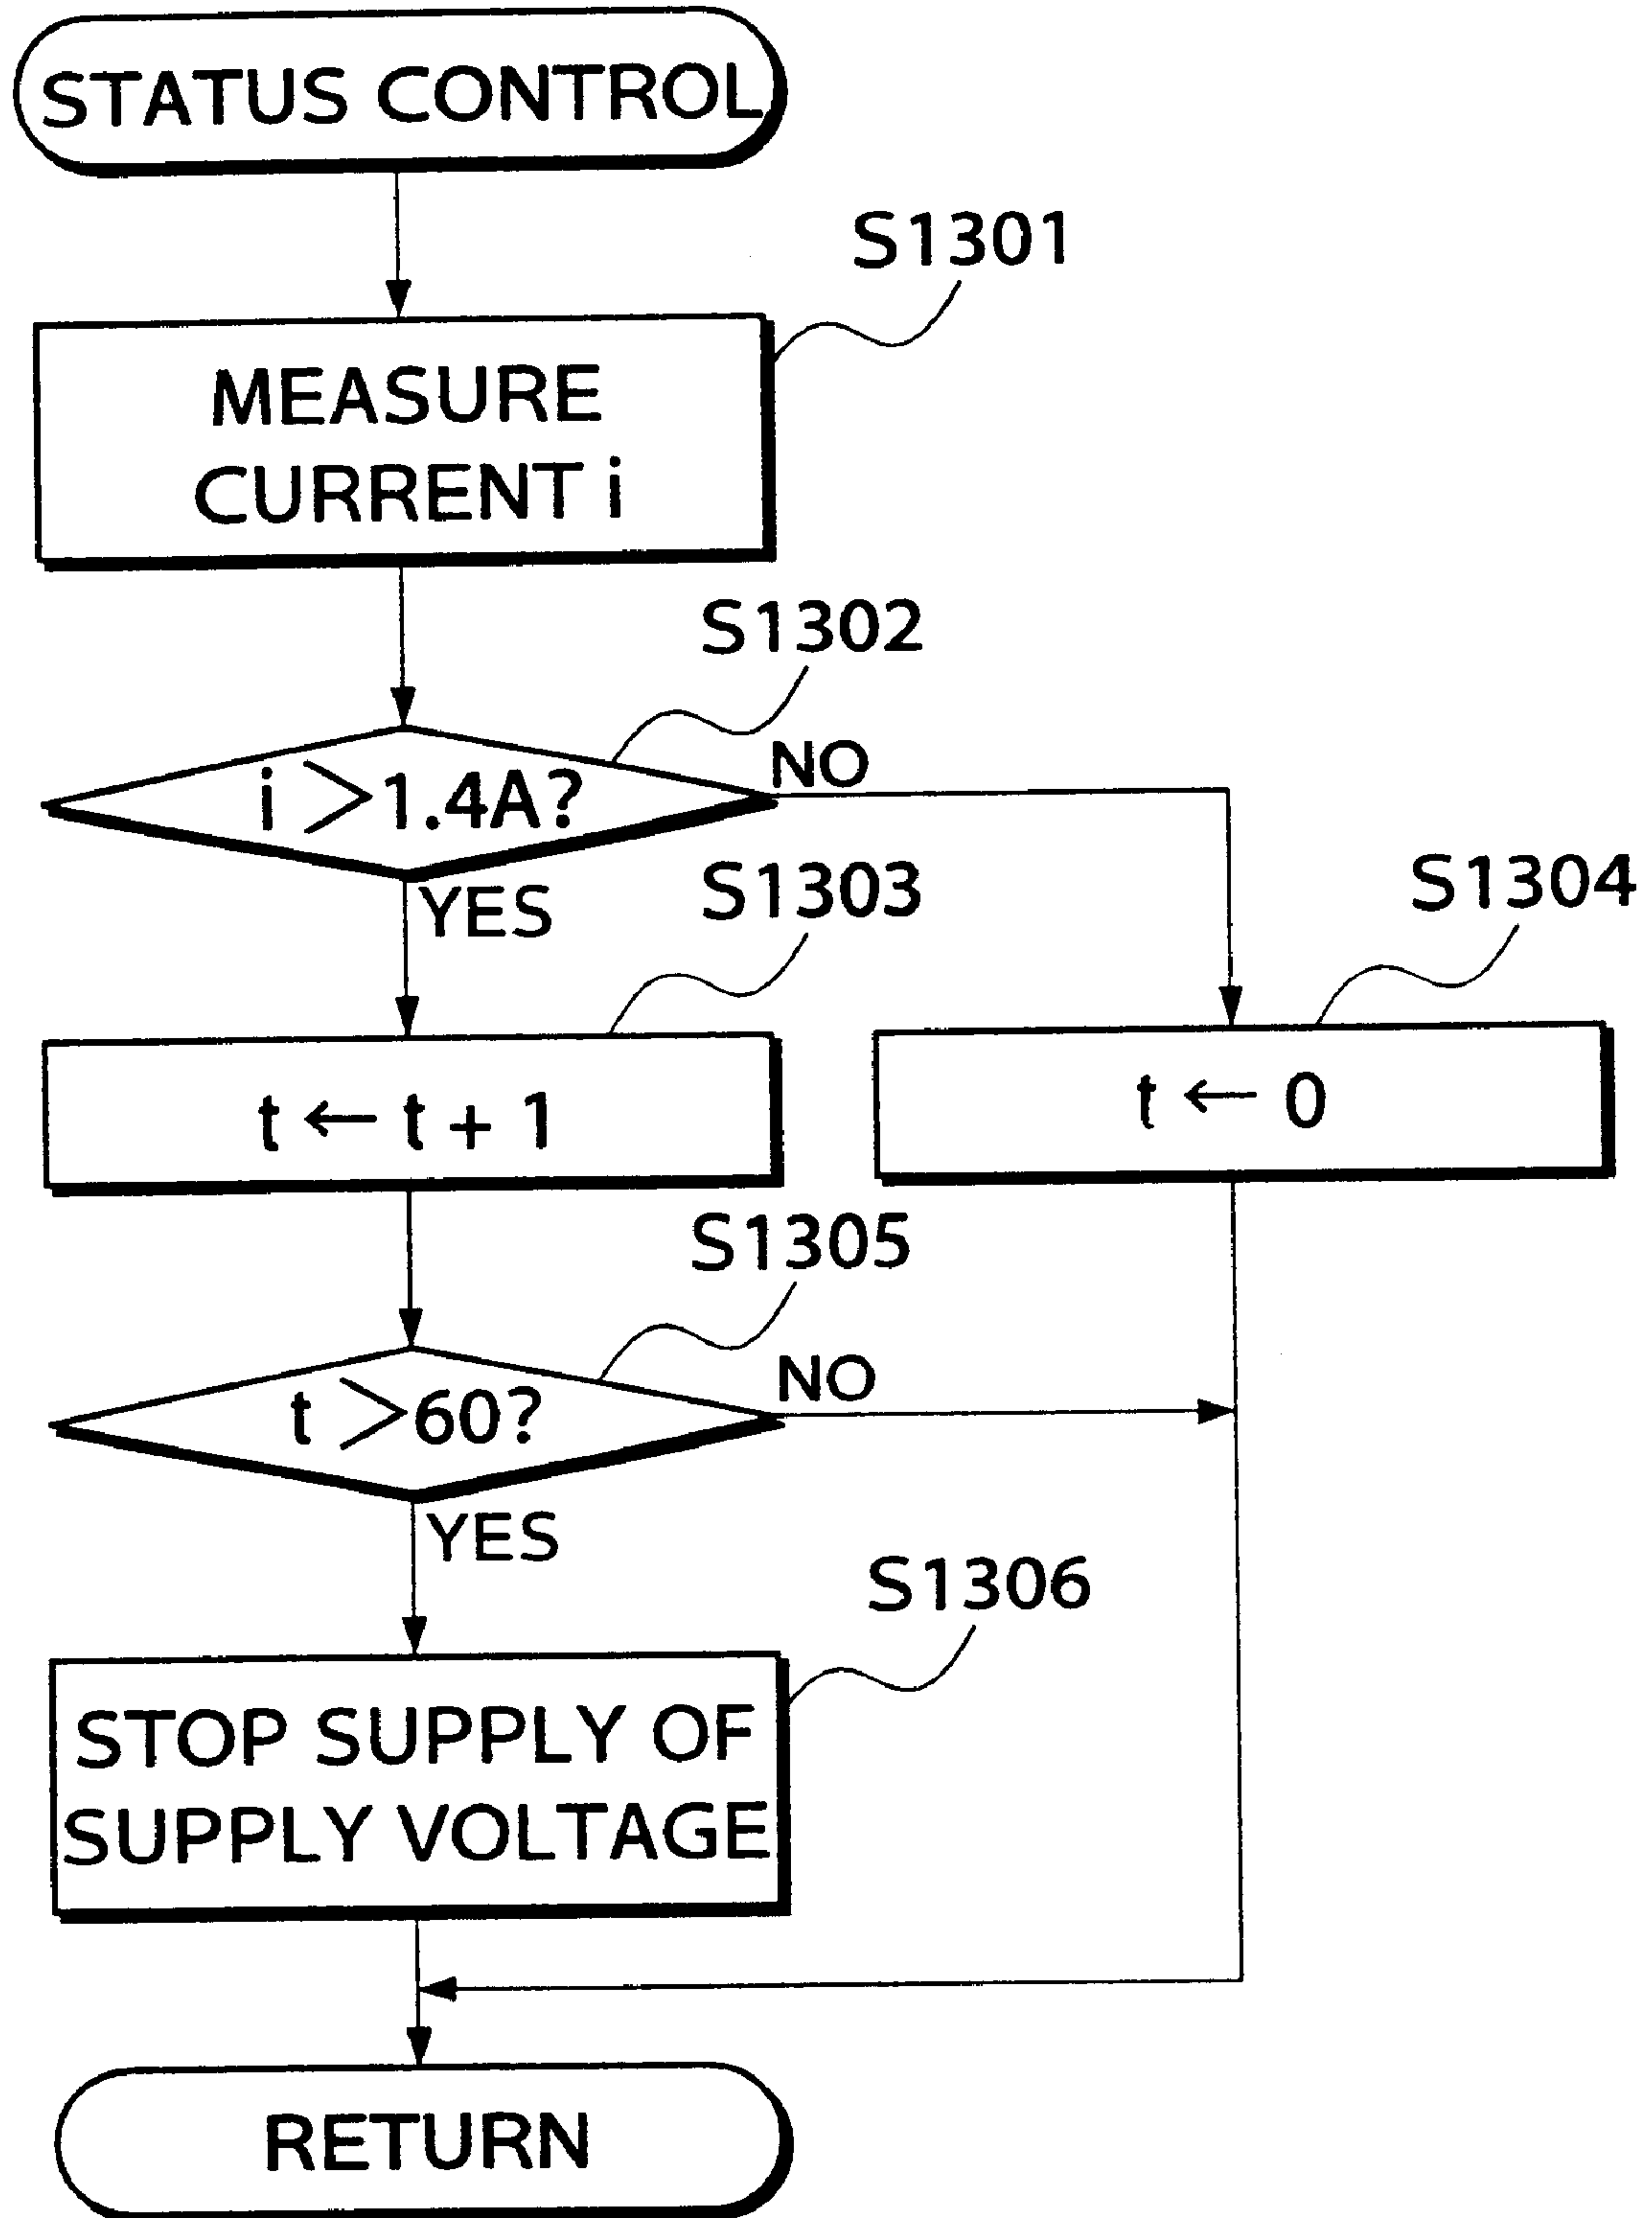 STATUS CONTROL
S1301
MEASURE
CURRENT i
S1302
i > 1.4A?
NO
YES
S1303
S1304
t ← t + 1
t ← 0
S1305
t > 60?
NO
YES
S1306
STOP SUPPLY OF
SUPPLY VOLTAGE
RETURN